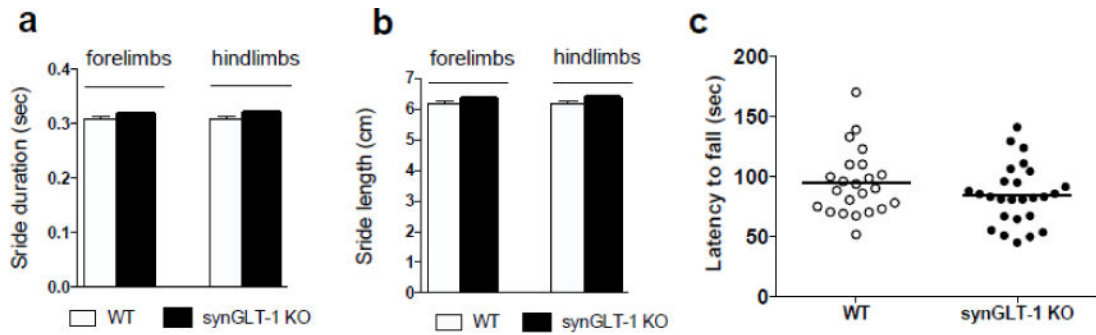 a
forelimbs
hindlimbs
Sride duration (sec)
0.4
0.3
0.2
0.1
0.0
WT
synGLT-1 KO
b
forelimbs
hindlimbs
Sride length (cm)
7
6
5
4
3
2
1
0
WT
synGLT-1 KO
c
Latency to fall (sec)
200
150
100
50
0
WT
synGLT-1 KO